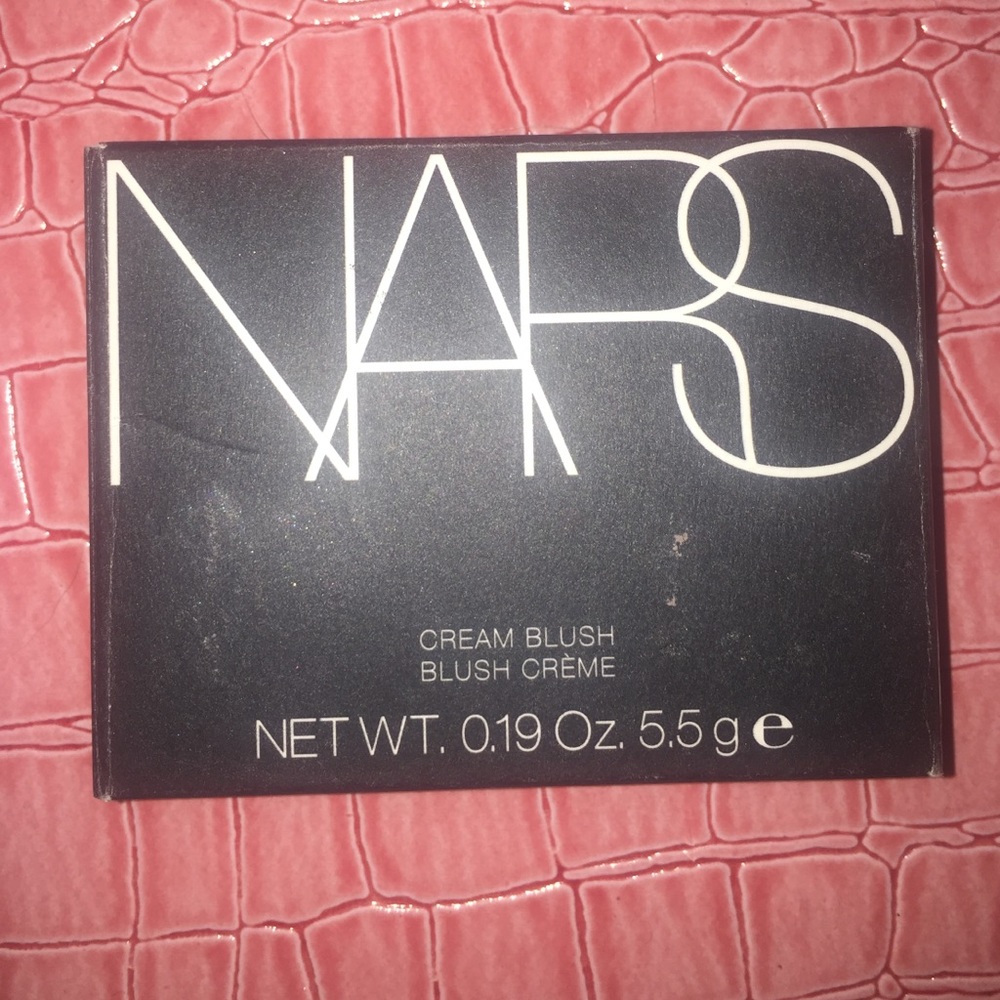 NARS
CREAM BLUSH
BLUSH CRÈME
NET WT. 0.19 Oz. 5.5 g e